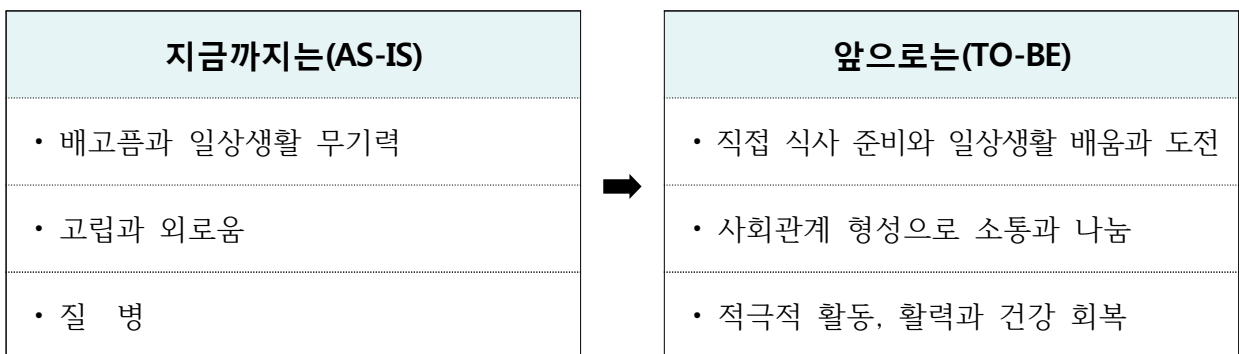 지금까지는(AS-IS)
・배고픔과 일상생활 무기력
・고립과 외로움
・질 병
앞으로는(TO-BE)
・직접 식사 준비와 일상생활 배움과 도전
・사회관계 형성으로 소통과 나눔
・적극적 활동, 활력과 건강 회복